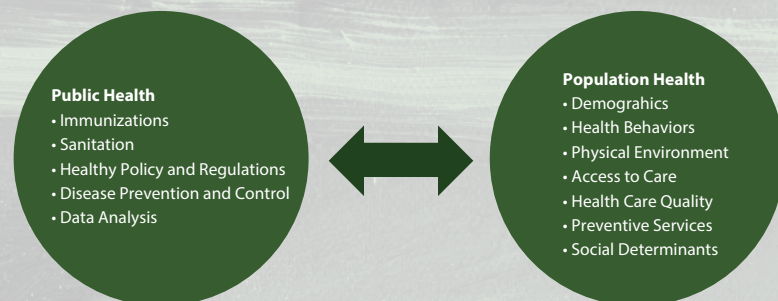 Public Health
• Immunizations
• Sanitation
• Healthy Policy and Regulations
• Disease Prevention and Control
• Data Analysis
Population Health
• Demograhics
• Health Behaviors
• Physical Environment
• Access to Care
• Health Care Quality
• Preventive Services
• Social Determinants